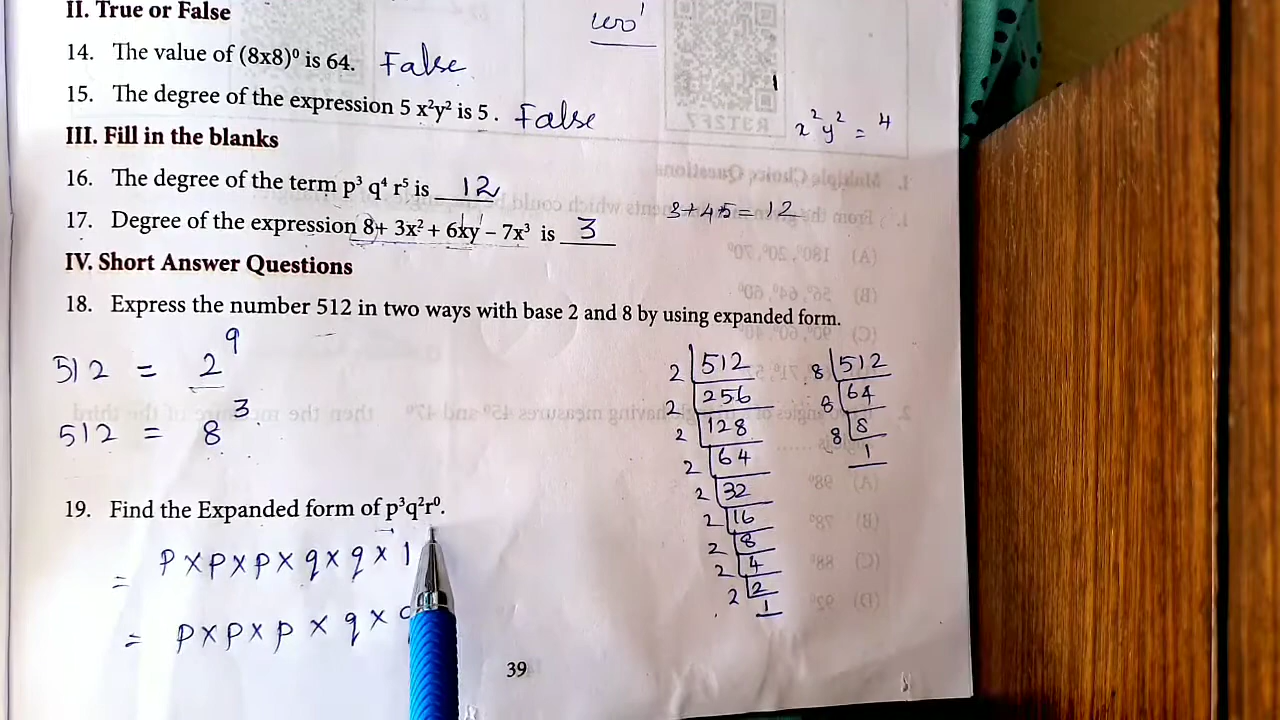 II. True or False
14. The value of (8x8)⁰ is 64. False
15. The degree of the expression 5 x²y² is 5. False
x²y² = 4
III. Fill in the blanks
16. The degree of the term p³ q⁴ r⁵ is 12
3+4+5=12
17. Degree of the expression 8+ 3x² + 6xy – 7x³ is 3
IV. Short Answer Questions
18. Express the number 512 in two ways with base 2 and 8 by using expanded form.
512 = 2⁹
512 = 8³.
2 512
2 256
2 128
2 64
2 32
2 16
2 8
2 4
2 2
1
8 512
8 64
8 8
1
19. Find the Expanded form of p³q²r⁰.
= p×p×p×q×q×1
= p×p×p×q×
39